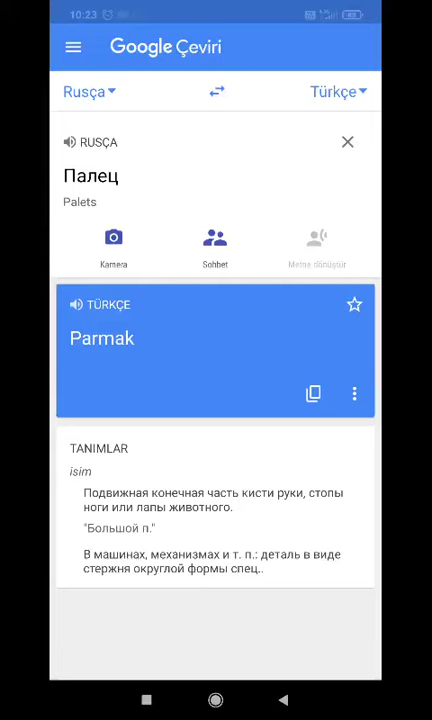 10:23
Google Çeviri
Rusça
Türkçe
RUSÇA
Палец
Palets
Kamera
Sohbet
Metne dönüştür
TÜRKÇE
Parmak
TANIMLAR
isim
Подвижная конечная часть кисти руки, стопы
ноги или лапы животного.
"Большой п."
В машинах, механизмах и т. п.: деталь в виде
стержня округлой формы спец..